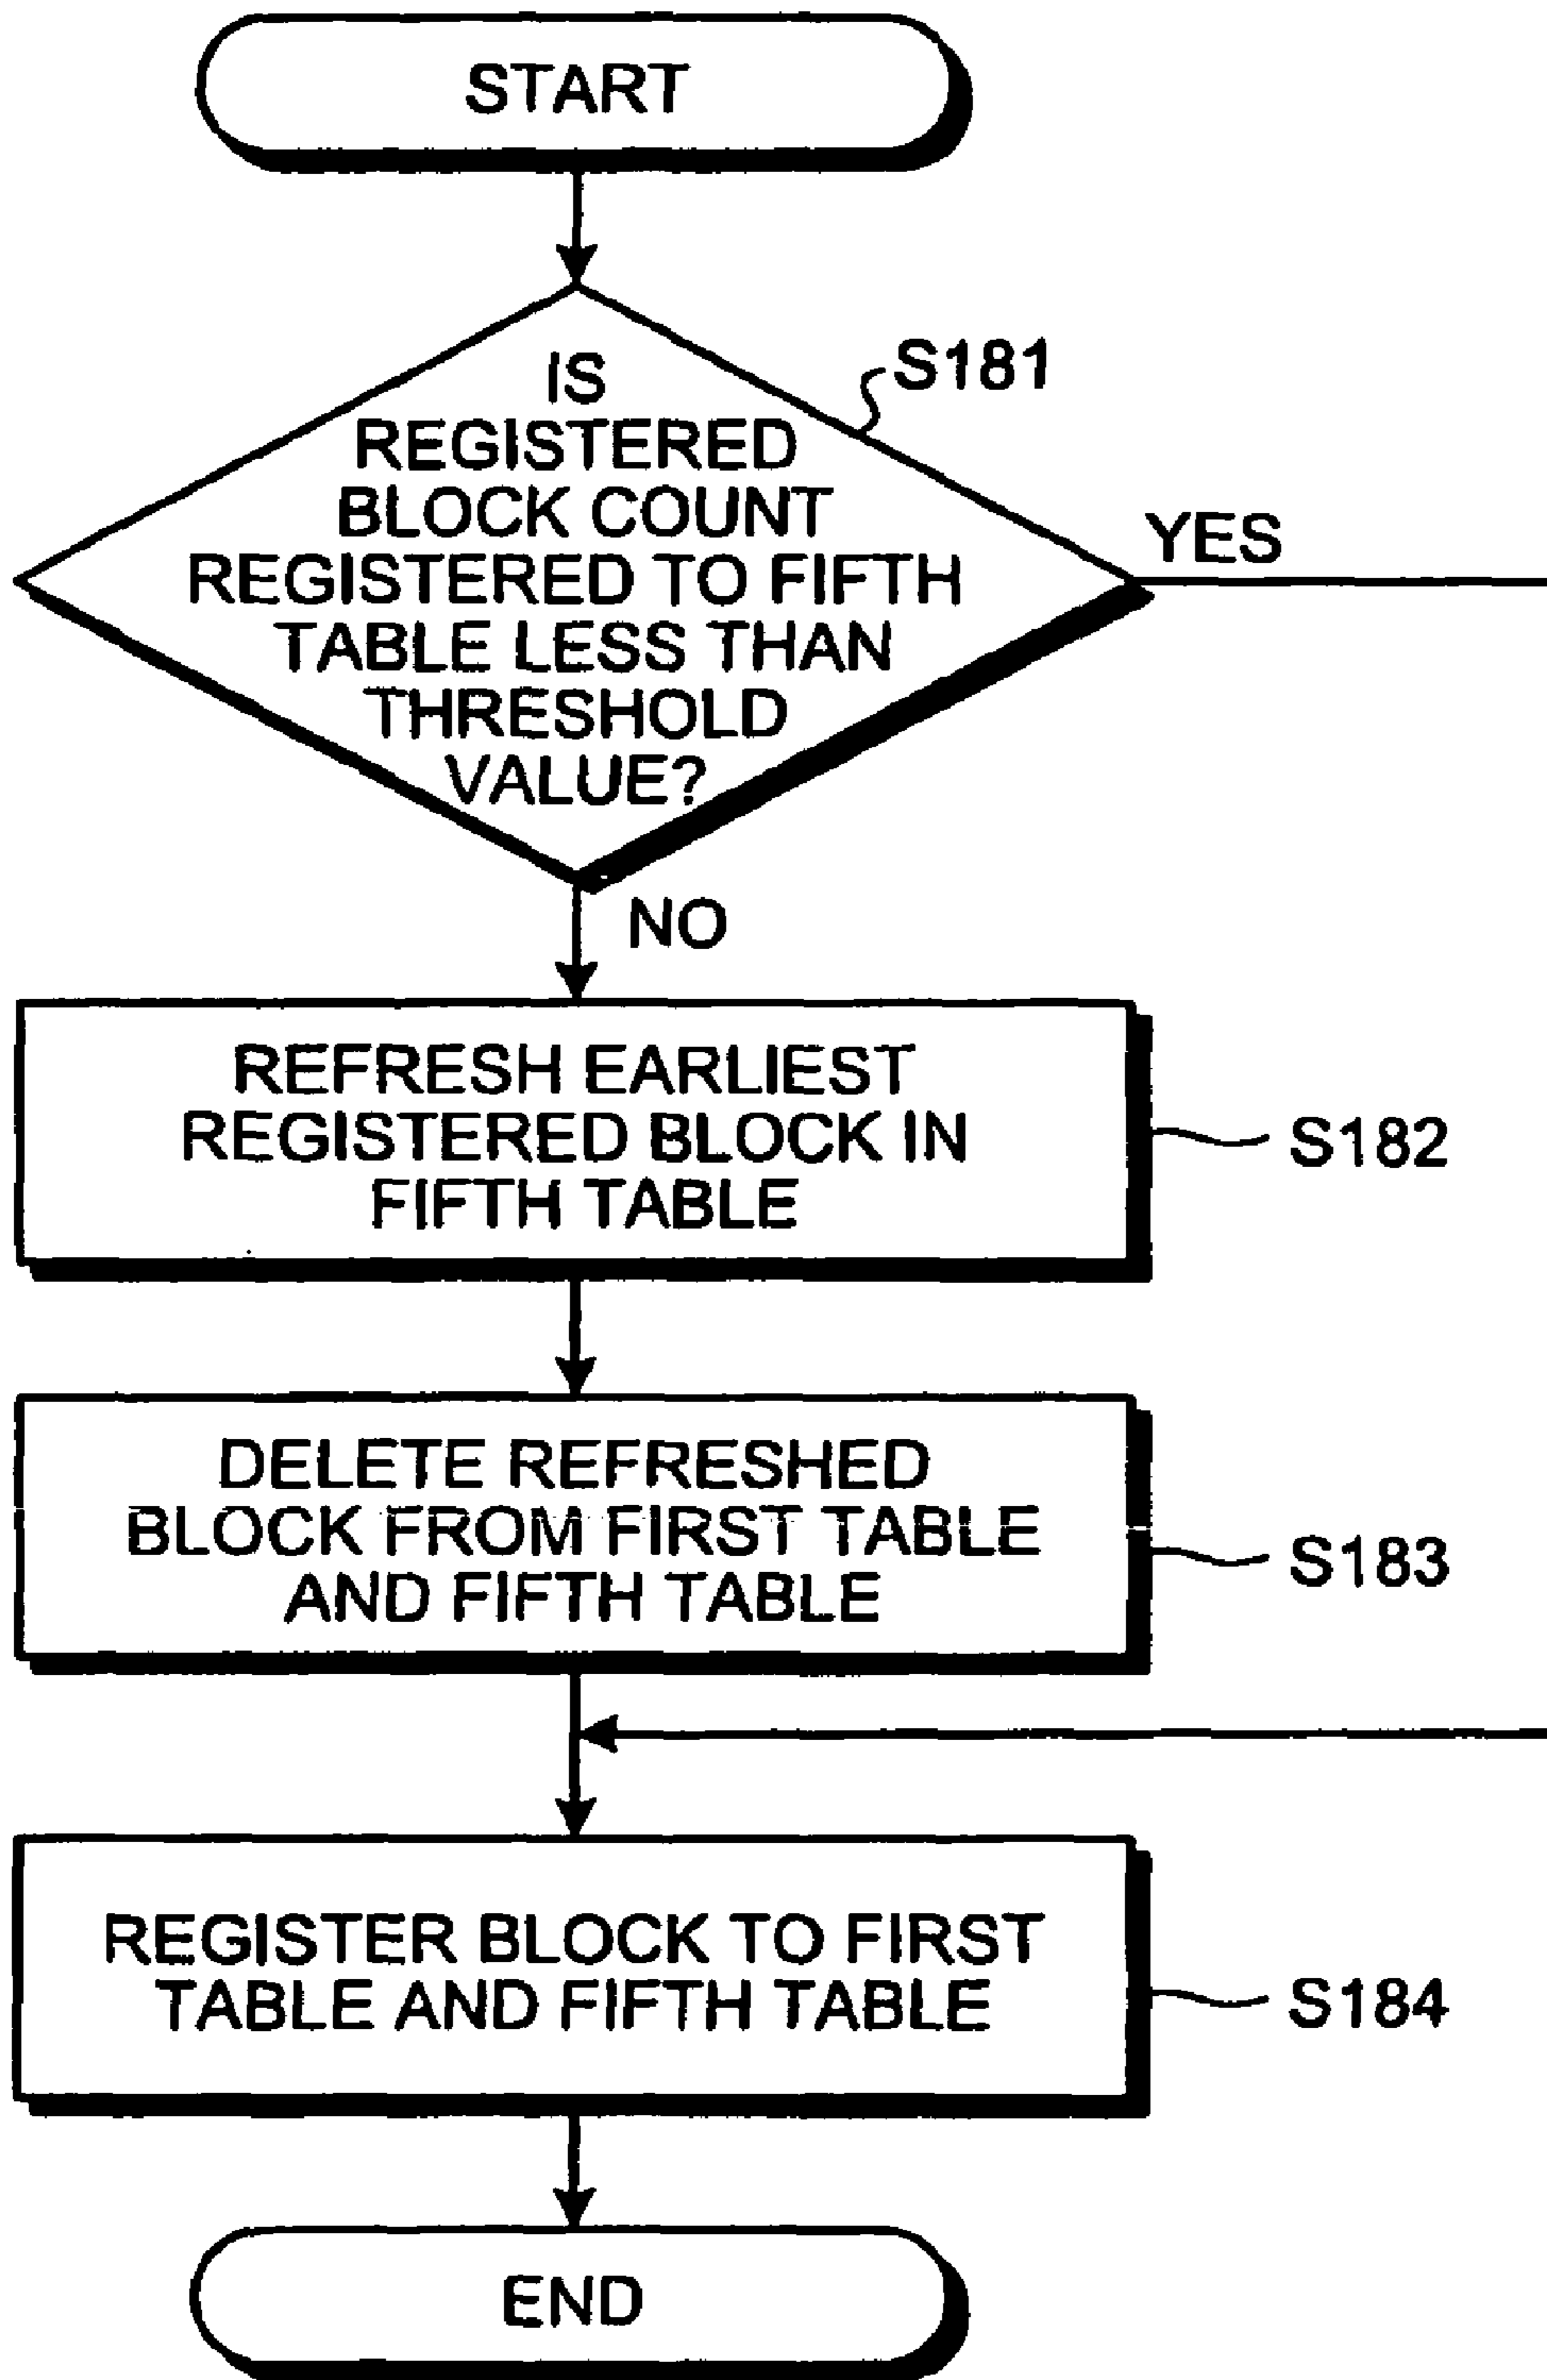 START
IS
REGISTERED
BLOCK COUNT
REGISTERED TO FIFTH
TABLE LESS THAN
THRESHOLD
VALUE?
S181
YES
NO
REFRESH EARLIEST
REGISTERED BLOCK IN
FIFTH TABLE
S182
DELETE REFRESHED
BLOCK FROM FIRST TABLE
AND FIFTH TABLE
S183
REGISTER BLOCK TO FIRST
TABLE AND FIFTH TABLE
S184
END